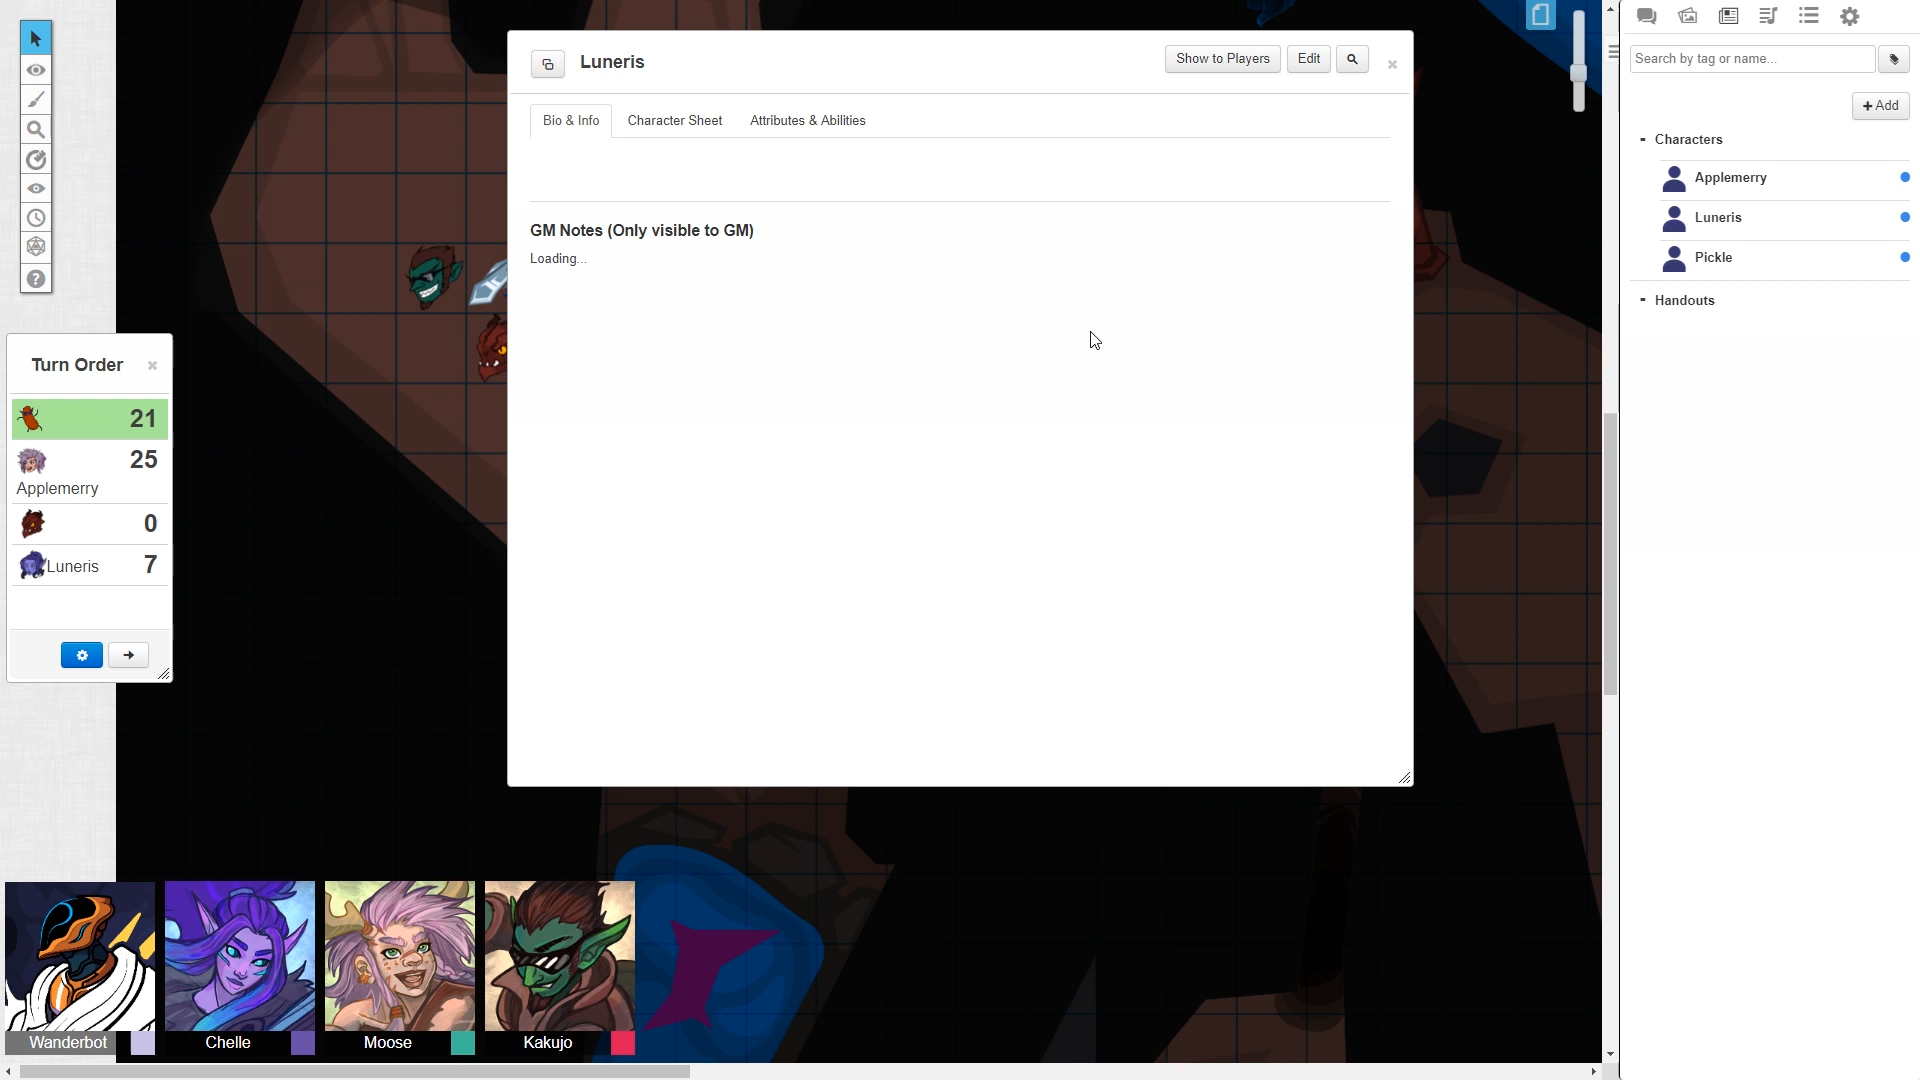 Luneris
Show to Players
Edit
Bio & Info
Character Sheet
Attributes & Abilities
GM Notes (Only visible to GM)
Loading...
Search by tag or name...
+ Add
- Characters
Applemerry
Luneris
Pickle
- Handouts
Turn Order
21
25
Applemerry
0
Luneris 7
Wanderbot
Chelle
Moose
Kakujo